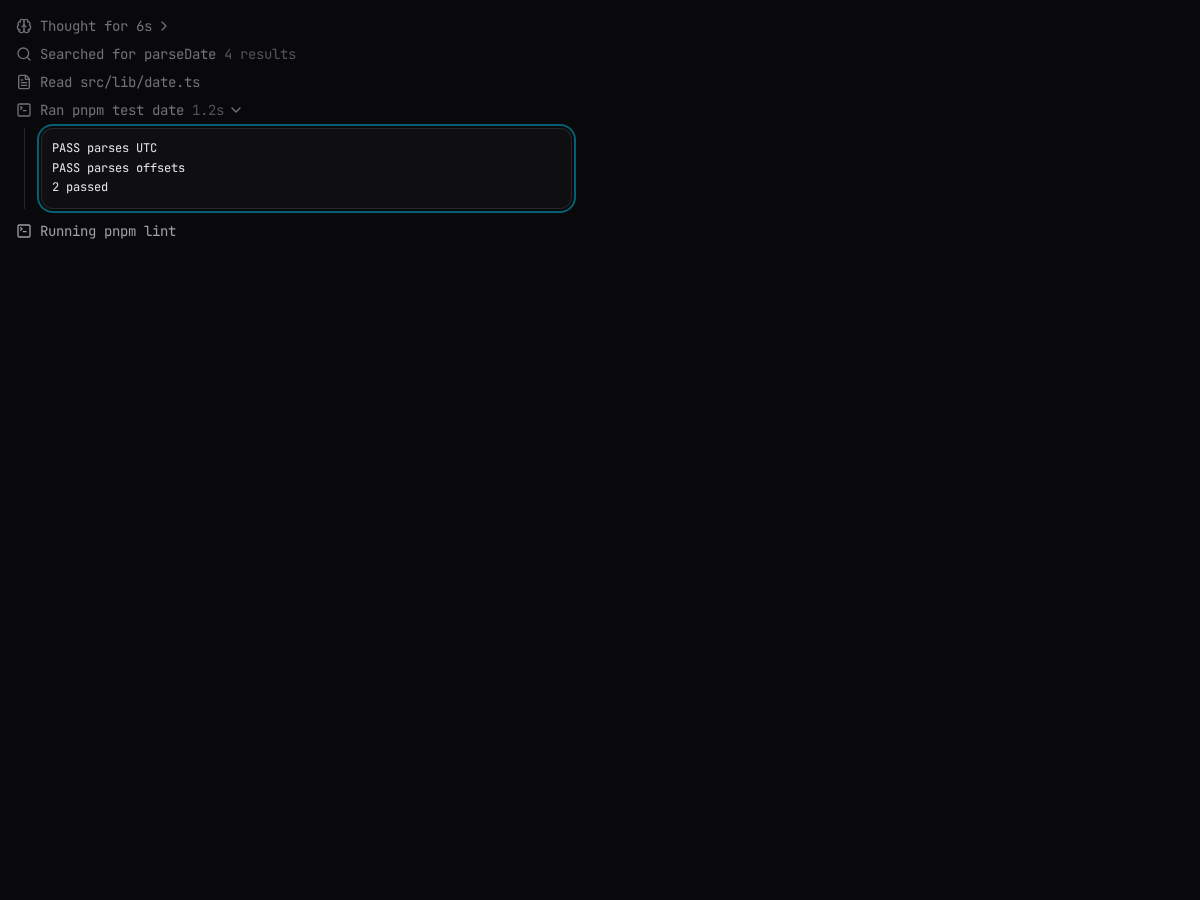 Thought for 6s
Searched for parseDate 4 results
Read src/lib/date.ts
Ran pnpm test date 1.2s
PASS parses UTC
PASS parses offsets
2 passed
Running pnpm lint